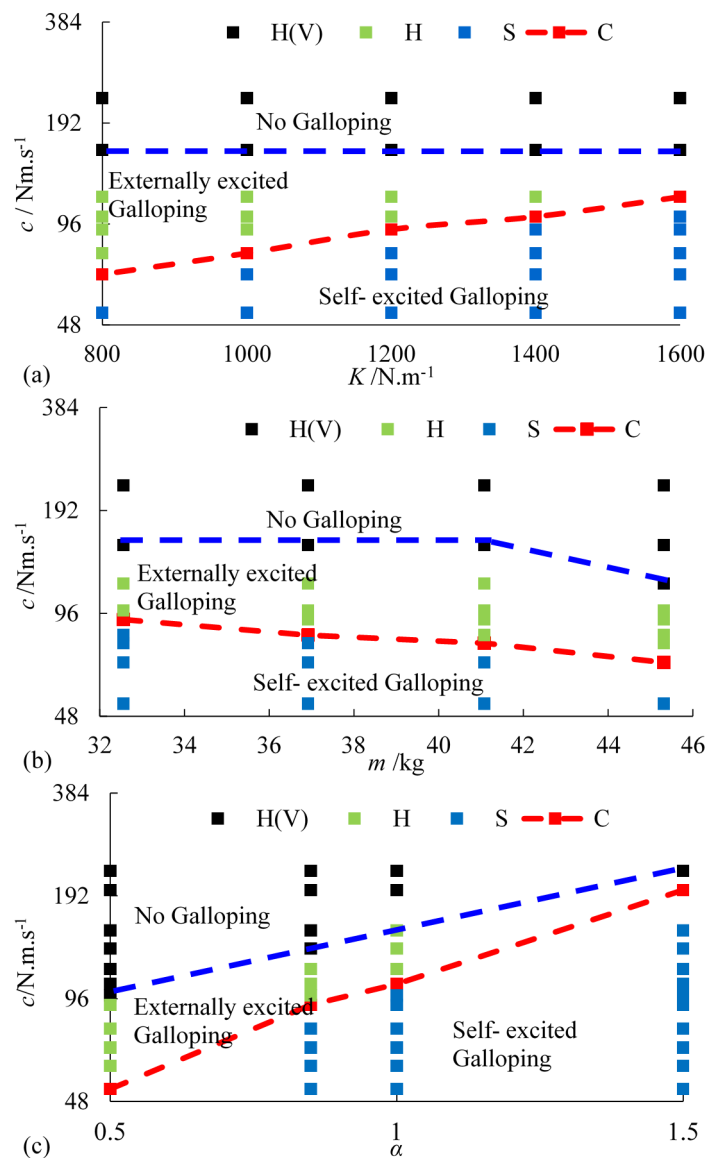 384
H(V) H S C
192
No Galloping
Externally excited
Galloping
96
Self- excited Galloping
48
800 1000 1200 1400 1600
c / Nm.s⁻¹
(a) K /N.m⁻¹
384
H(V) H S C
192
No Galloping
Externally excited
Galloping
96
Self- excited Galloping
48
32 34 36 38 40 42 44 46
c /Nm.s⁻¹
(b) m /kg
384
H(V) H S C
192
No Galloping
96
Externally excited
Galloping
Self- excited
Galloping
48
0.5 1 1.5
c/N.m.s⁻¹
(c) α